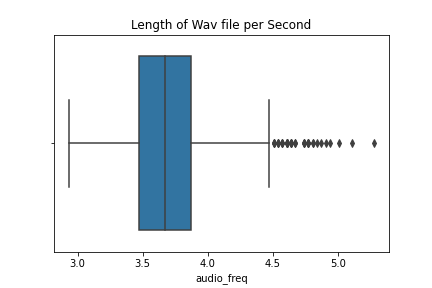 Length of Wav file per Second
3.0 3.5 4.0 4.5 5.0
audio_freq